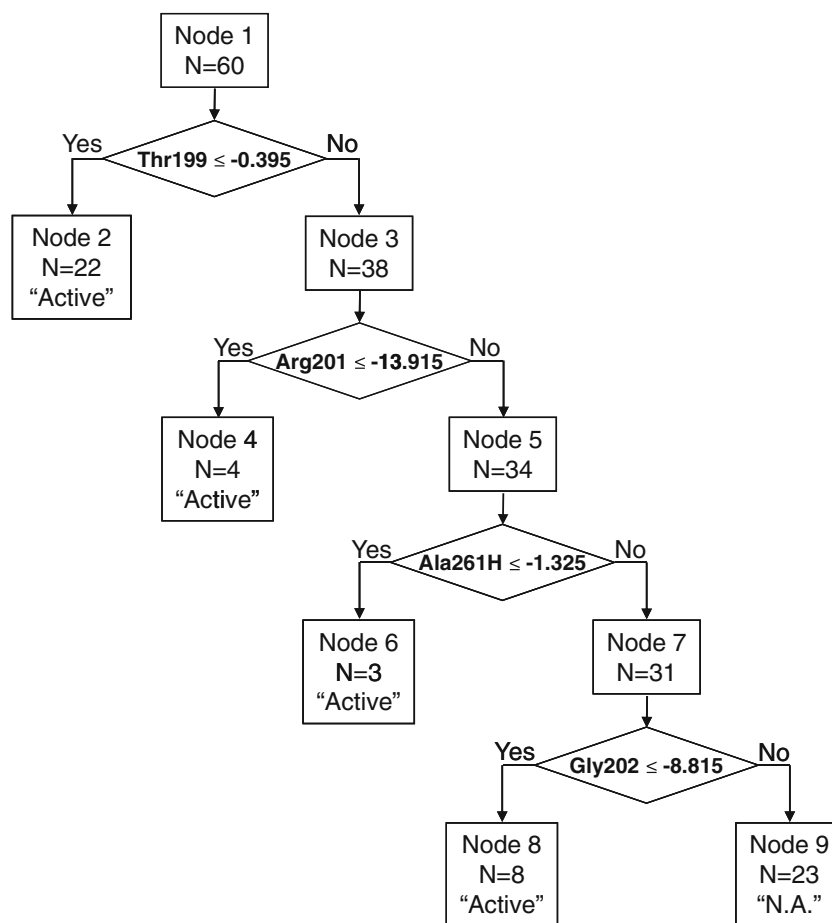 Node 1
N=60
Yes
No
Thr199 ≤ -0.395
Node 2
N=22
“Active”
Node 3
N=38
Yes
No
Arg201 ≤ -13.915
Node 4
N=4
“Active”
Node 5
N=34
Yes
No
Ala261H ≤ -1.325
Node 6
N=3
“Active”
Node 7
N=31
Yes
No
Gly202 ≤ -8.815
Node 8
N=8
“Active”
Node 9
N=23
“N.A.”